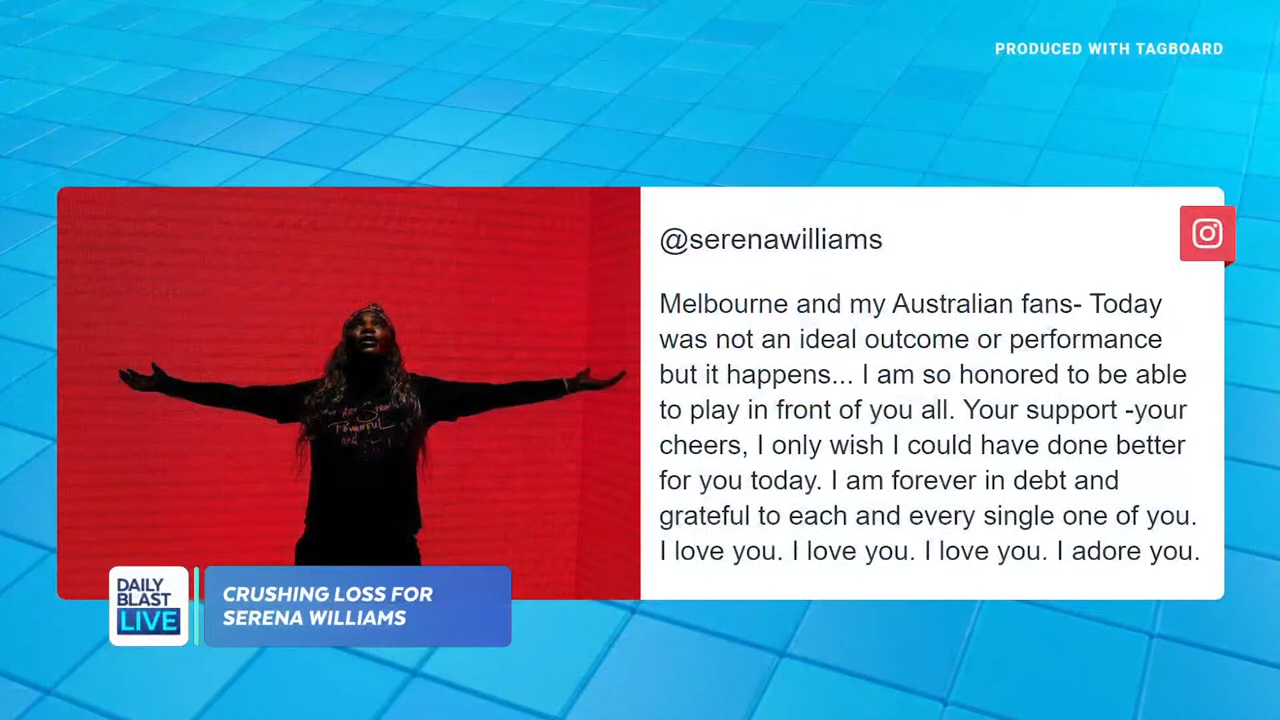 PRODUCED WITH TAGBOARD
@serenawilliams
Melbourne and my Australian fans- Today
was not an ideal outcome or performance
but it happens... I am so honored to be able
to play in front of you all. Your support -your
cheers, I only wish I could have done better
for you today. I am forever in debt and
grateful to each and every single one of you.
I love you. I love you. I love you. I adore you.
POWERFUL
DAILY
BLAST
LIVE
CRUSHING LOSS FOR
SERENA WILLIAMS